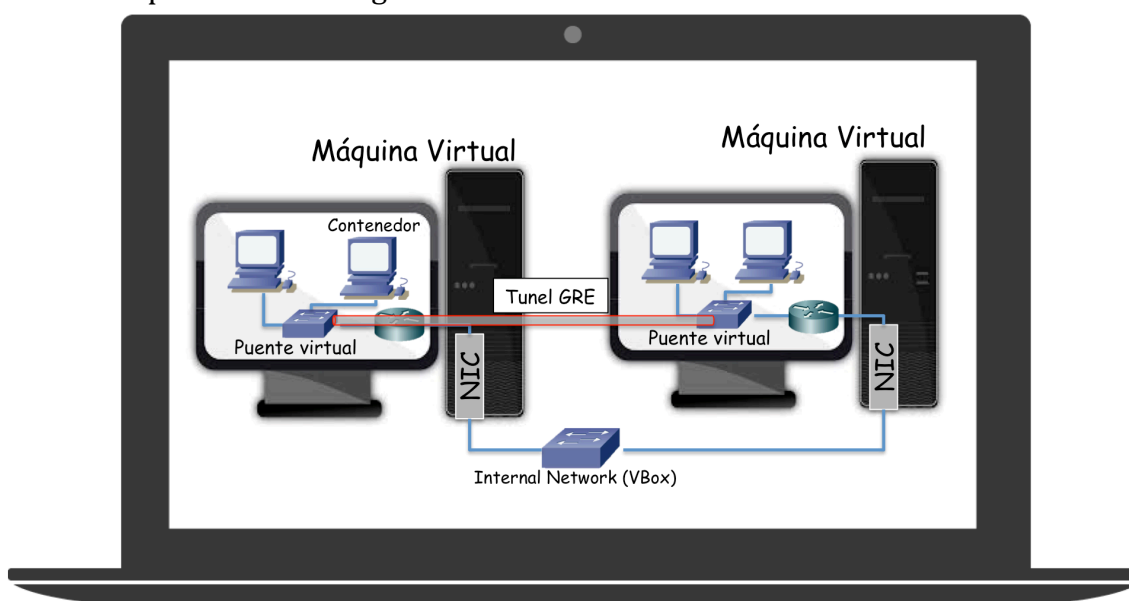 Máquina Virtual
Máquina Virtual
Contenedor
Tunel GRE
Puente virtual
Puente virtual
NIC
NIC
Internal Network (VBox)